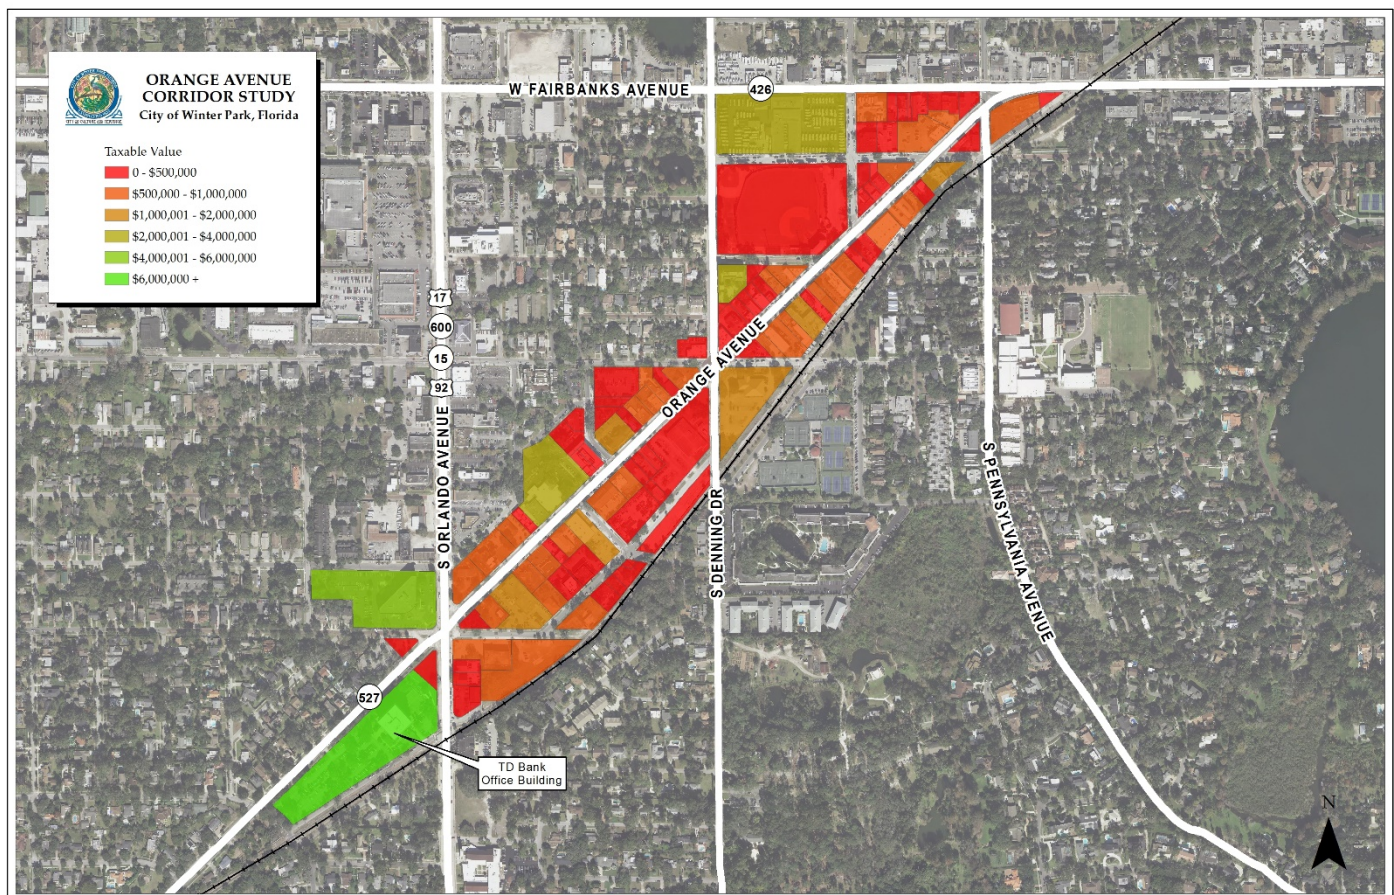 ORANGE AVENUE
CORRIDOR STUDY
City of Winter Park, Florida
Taxable Value
0 - $500,000
$500,000 - $1,000,000
$1,000,001 - $2,000,000
$2,000,001 - $4,000,000
$4,000,001 - $6,000,000
$6,000,000 +
W FAIRBANKS AVENUE
426
17
600
15
92
ORANGE AVENUE
S ORLANDO AVENUE
S DENNING DR
S PENNSYLVANIA AVENUE
527
TD Bank
Office Building
N